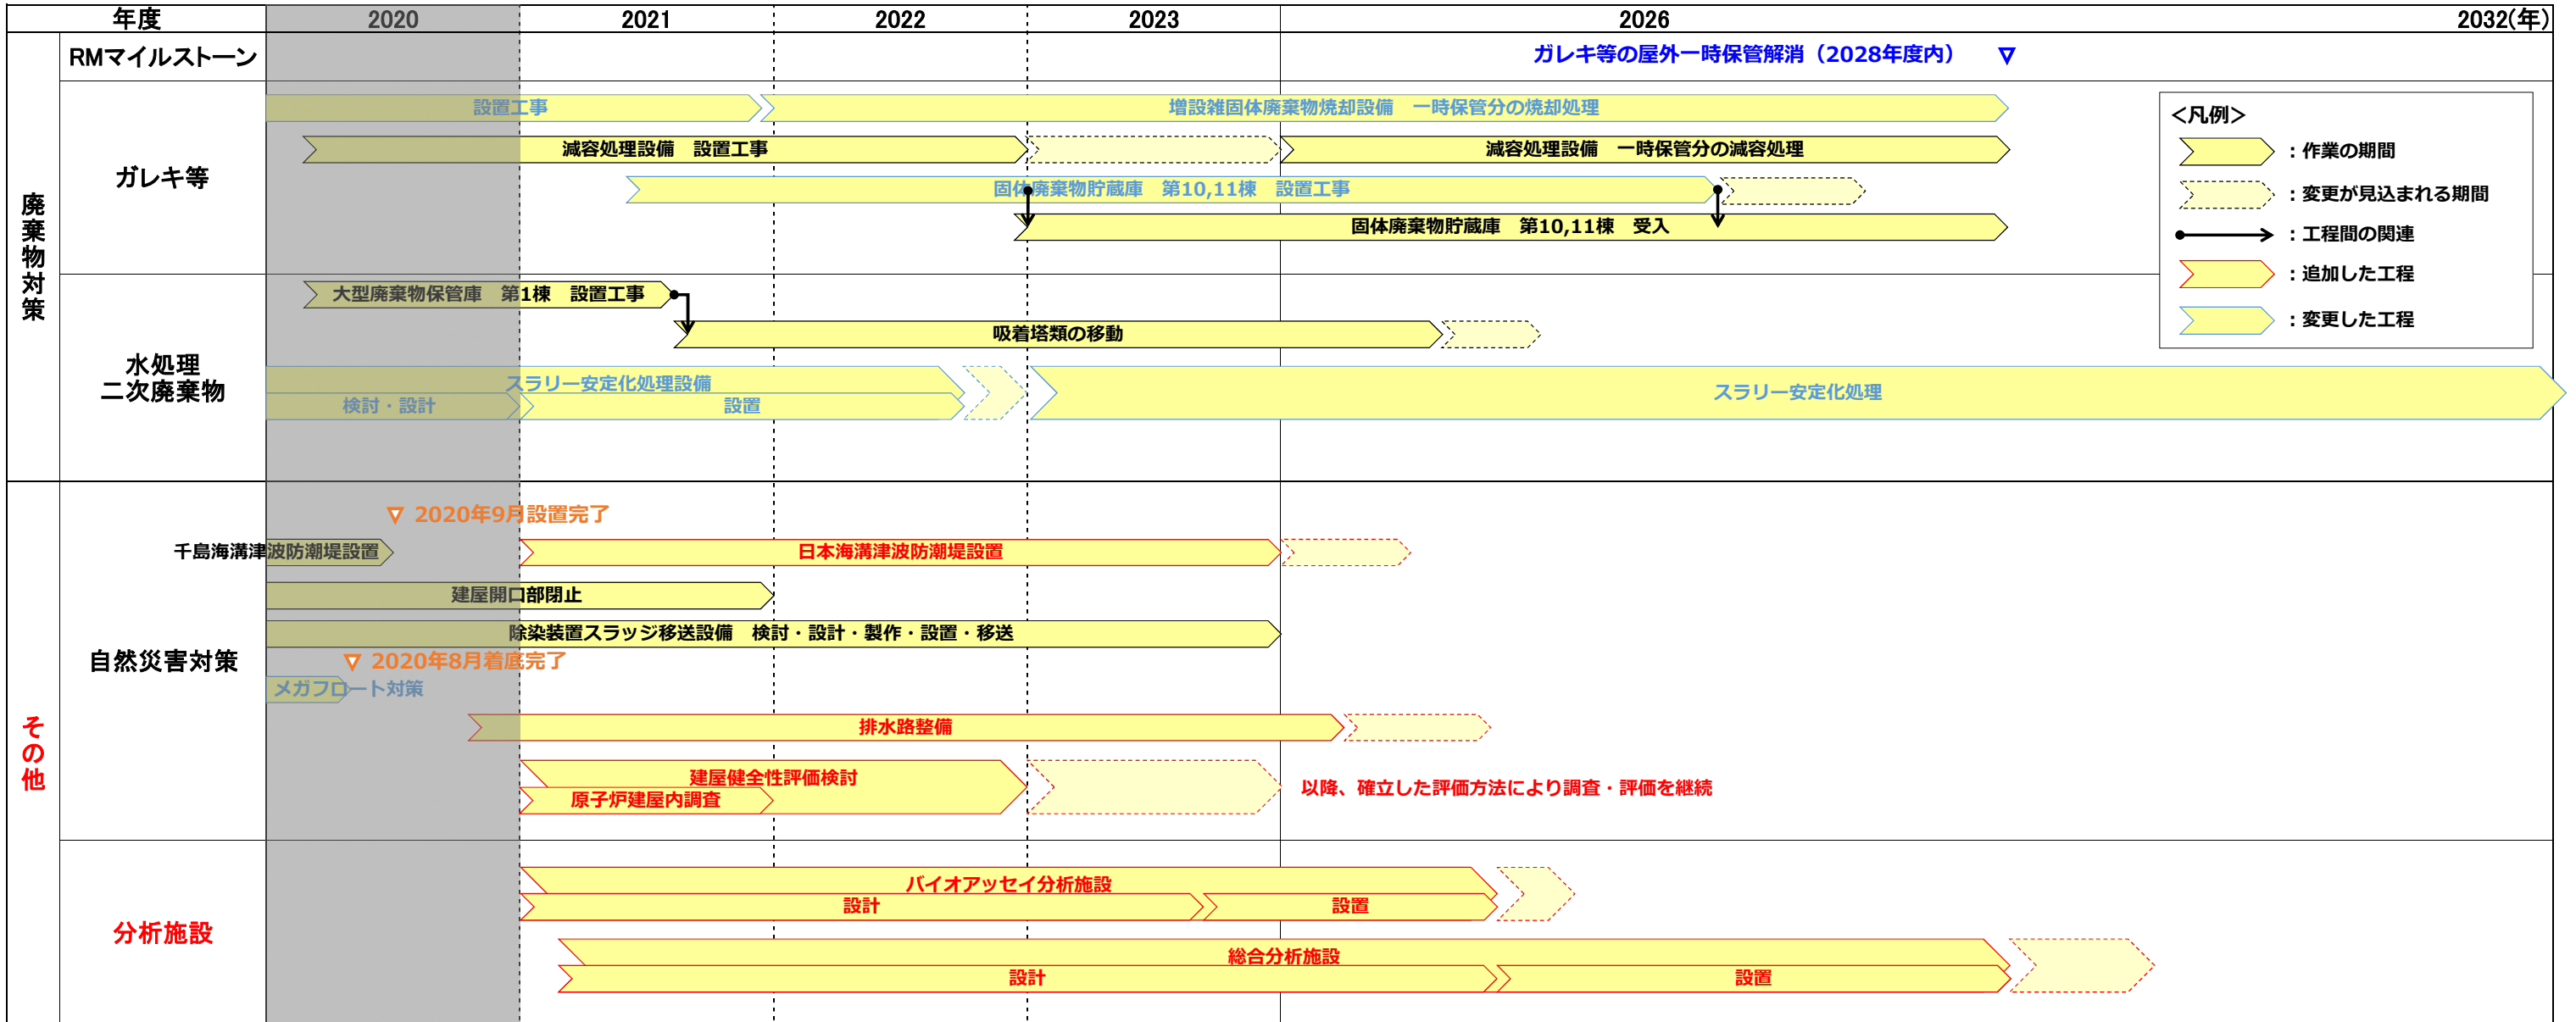 年度 2020 2021 2022 2023 2026 2032(年)
廃棄物対策
RMマイルストーン
ガレキ等の屋外一時保管解消（2028年度内）
ガレキ等
設置工事
増設雑固体廃棄物焼却設備　一時保管分の焼却処理
減容処理設備　設置工事
減容処理設備　一時保管分の減容処理
固体廃棄物貯蔵庫　第10,11棟　設置工事
固体廃棄物貯蔵庫　第10,11棟　受入
＜凡例＞
：作業の期間
：変更が見込まれる期間
：工程間の関連
：追加した工程
：変更した工程
水処理
二次廃棄物
大型廃棄物保管庫　第1棟　設置工事
吸着塔類の移動
スラリー安定化処理設備
検討・設計
設置
スラリー安定化処理
その他
自然災害対策
2020年9月設置完了
千島海溝津波防潮堤設置
日本海溝津波防潮堤設置
建屋開口部閉止
除染装置スラッジ移送設備　検討・設計・製作・設置・移送
2020年8月着底完了
メガフロート対策
排水路整備
建屋健全性評価検討
原子炉建屋内調査
以降、確立した評価方法により調査・評価を継続
分析施設
バイオアッセイ分析施設
設計
設置
総合分析施設
設計
設置